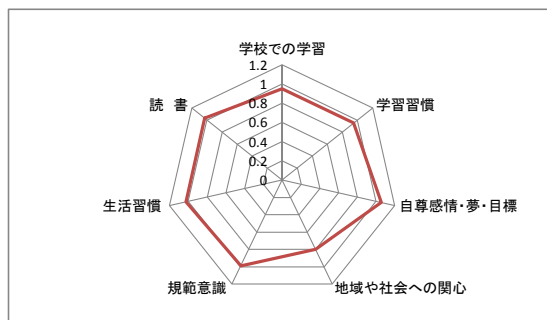 学校での学習
1.2
1
0.8
0.6
0.4
0.2
0
学習習慣
自尊感情・夢・目標
地域や社会への関心
規範意識
生活習慣
読 書